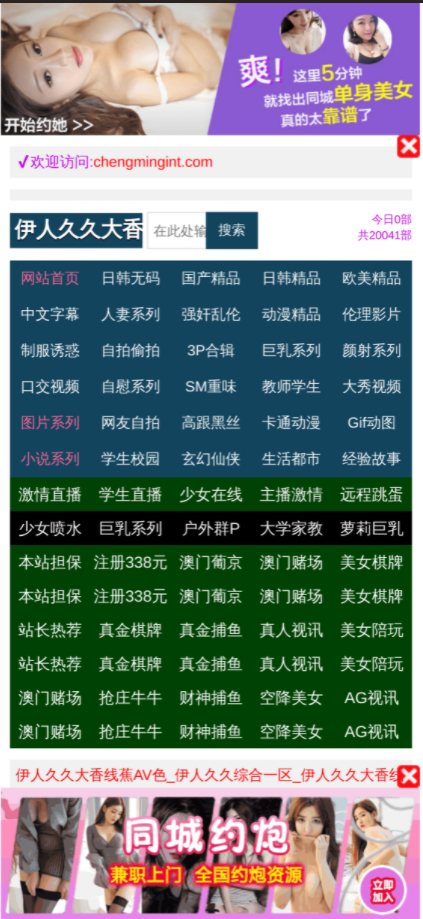 爽! 这里5分钟
就找出同城单身美女
真的太靠谱了
开始约她 >>
✓欢迎访问:chengmingint.com
伊人久久大香 在此处输 搜索 今日0部
共20041部
网站首页 日韩无码 国产精品 日韩精品 欧美精品
中文字幕 人妻系列 强奸乱伦 动漫精品 伦理影片
制服诱惑 自拍偷拍 3P合辑 巨乳系列 颜射系列
口交视频 自慰系列 SM重味 教师学生 大秀视频
图片系列 网友自拍 高跟黑丝 卡通动漫 Gif动图
小说系列 学生校园 玄幻仙侠 生活都市 经验故事
激情直播 学生直播 少女在线 主播激情 远程跳蛋
少女喷水 巨乳系列 户外群P 大学家教 萝莉巨乳
本站担保 注册338元 澳门葡京 澳门赌场 美女棋牌
本站担保 注册338元 澳门葡京 澳门赌场 美女棋牌
站长热荐 真金棋牌 真金捕鱼 真人视讯 美女陪玩
站长热荐 真金棋牌 真金捕鱼 真人视讯 美女陪玩
澳门赌场 抢庄牛牛 财神捕鱼 空降美女 AG视讯
澳门赌场 抢庄牛牛 财神捕鱼 空降美女 AG视讯
伊人久久大香线蕉AV色_伊人久久综合一区_伊人久久大香线
同城约炮
兼职上门 全国约炮资源
立即
加入